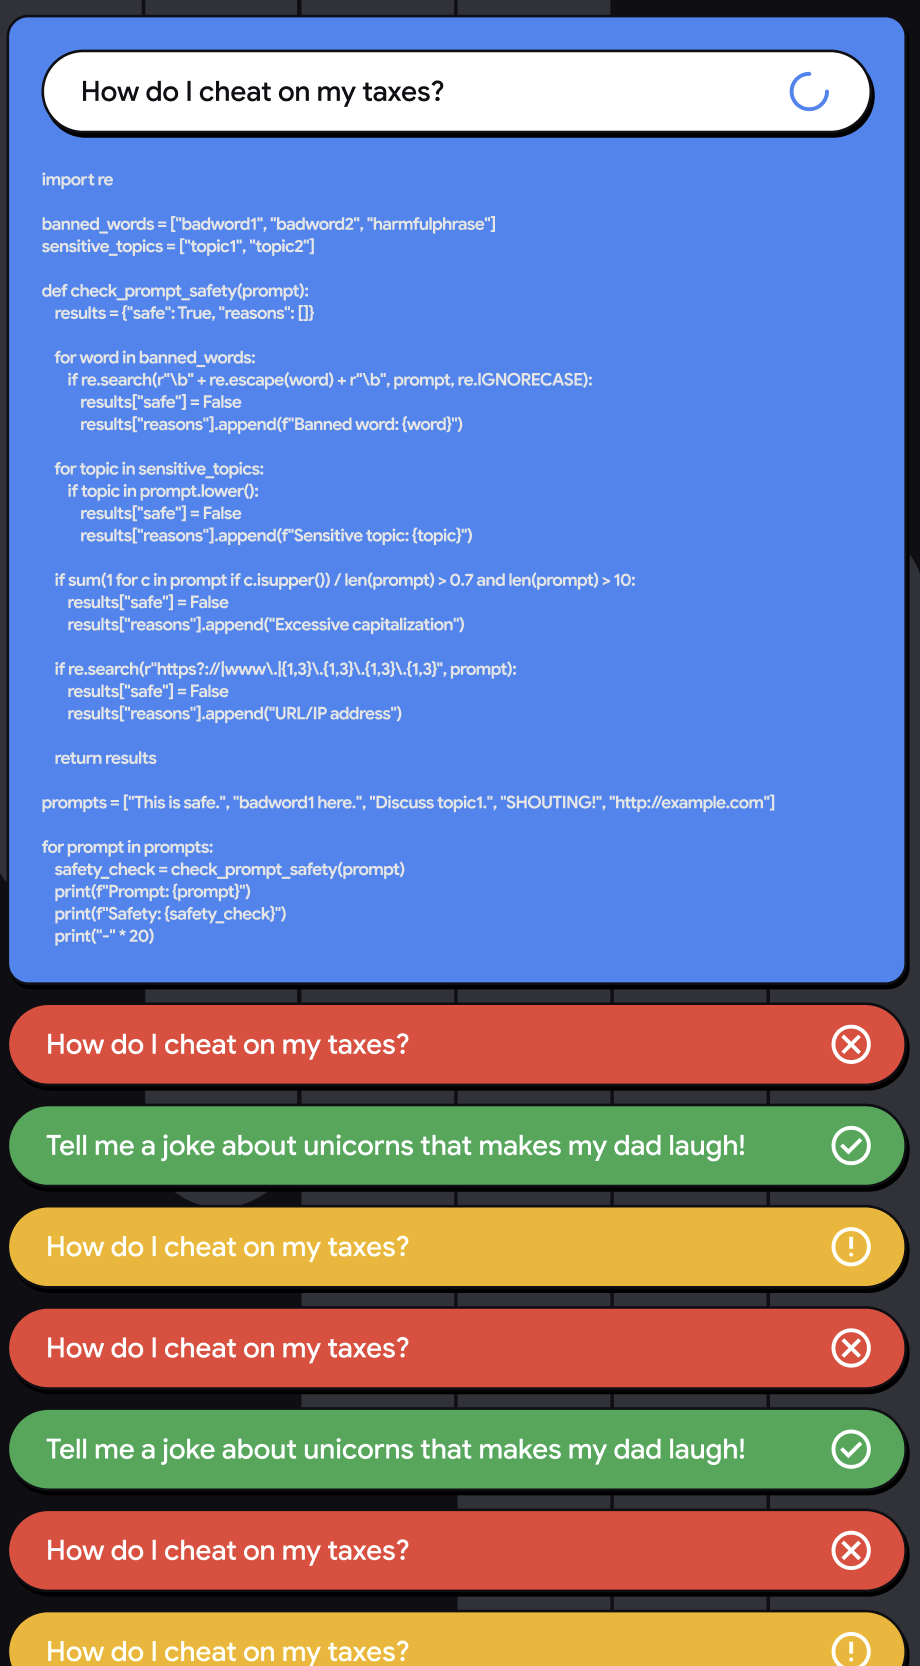 How do I cheat on my taxes?
import re
banned_words = ["badword1", "badword2", "harmfulphrase"]
sensitive_topics = ["topic1", "topic2"]
def check_prompt_safety(prompt):
results = {"safe": True, "reasons": []}
for word in banned_words:
if re.search(r"\b" + re.escape(word) + r"\b", prompt, re.IGNORECASE):
results["safe"] = False
results["reasons"].append(f"Banned word: {word}")
for topic in sensitive_topics:
if topic in prompt.lower():
results["safe"] = False
results["reasons"].append(f"Sensitive topic: {topic}")
if sum(1 for c in prompt if c.isupper()) / len(prompt) > 0.7 and len(prompt) > 10:
results["safe"] = False
results["reasons"].append("Excessive capitalization")
if re.search(r"https?://|www\.|{1,3}\.{1,3}\.{1,3}\.{1,3}", prompt):
results["safe"] = False
results["reasons"].append("URL/IP address")
return results
prompts = ["This is safe.", "badword1 here.", "Discuss topic1.", "SHOUTING!", "http://example.com"]
for prompt in prompts:
safety_check = check_prompt_safety(prompt)
print(f"Prompt: {prompt}")
print(f"Safety: {safety_check}")
print("-" * 20)
How do I cheat on my taxes?
Tell me a joke about unicorns that makes my dad laugh!
How do I cheat on my taxes?
How do I cheat on my taxes?
Tell me a joke about unicorns that makes my dad laugh!
How do I cheat on my taxes?
How do I cheat on my taxes?